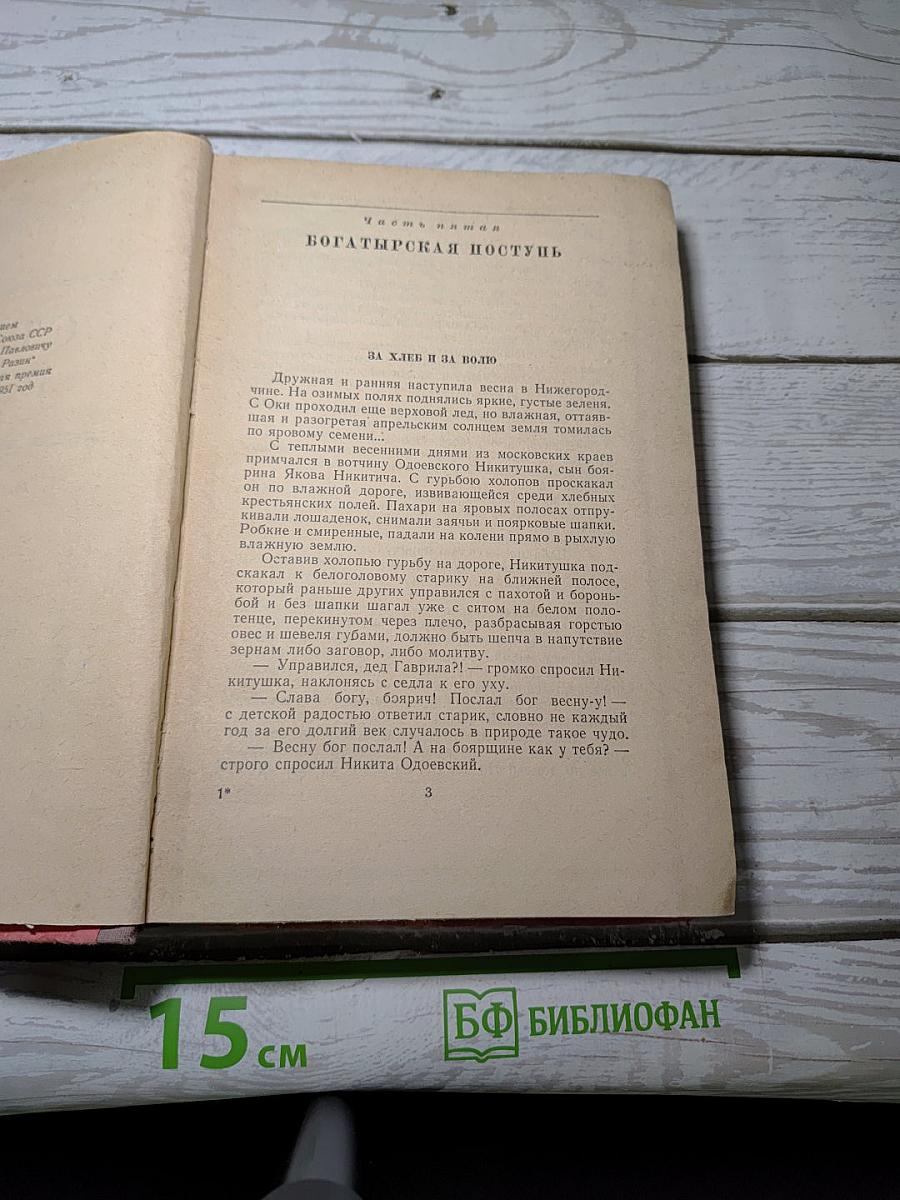 ием
Союза ССР
Павловичу
Разин"
ая премия
951 год
Часть пятая
БОГАТЫРСКАЯ ПОСТУПЬ
ЗА ХЛЕБ И ЗА ВОЛЮ
Дружная и ранняя наступила весна в Нижегород-
чине. На озимых полях поднялись яркие, густые зеленя.
С Оки проходил еще верховой лед, но влажная, оттаяв-
шая и разогретая апрельским солнцем земля томилась
по яровому семени...
С теплыми весенними днями из московских краев
примчался в вотчину Одоевского Никитушка, сын боя-
рина Якова Никитича. С гурьбою холопов проскакал
он по влажной дороге, извивающейся среди хлебных
крестьянских полей. Пахари на яровых полосах отпру-
кивали лошаденок, снимали заячьи и поярковые шапки.
Робкие и смиренные, падали на колени прямо в рыхлую
влажную землю.
Оставив холопью гурьбу на дороге, Никитушка под-
скакал к белоголовому старику на ближней полосе,
который раньше других управился с пахотой и боронь-
бой и без шапки шагал уже с ситом на белом поло-
тенце, перекинутом через плечо, разбрасывая горстью
овес и шевеля губами, должно быть шепча в напутствие
зернам либо заговор, либо молитву.
— Управился, дед Гаврила?! — громко спросил Ни-
китушка, наклонясь с седла к его уху.
— Слава богу, боярич! Послал бог весну-у! —
с детской радостью ответил старик, словно не каждый
год за его долгий век случалось в природе такое чудо.
— Весну бог послал! А на боярщине как у тебя? —
строго спросил Никита Одоевский.
1* 3
15 см
БФ БИБЛИОФАН